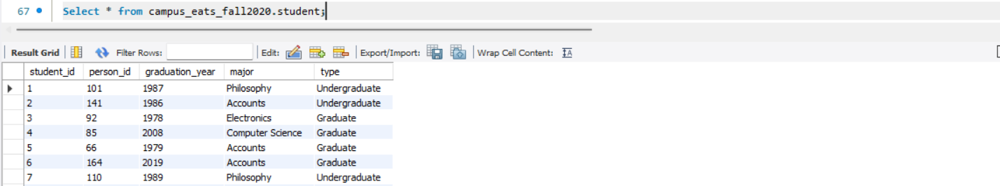 67 Select * from campus_eats_fall2020.student;
Result Grid Filter Rows: Edit: Export/Import: Wrap Cell Content: IA
student_id person_id graduation_year major type
1 101 1987 Philosophy Undergraduate
2 141 1986 Accounts Undergraduate
3 92 1978 Electronics Graduate
4 85 2008 Computer Science Graduate
5 66 1979 Accounts Graduate
6 164 2019 Accounts Graduate
7 110 1989 Philosophy Undergraduate